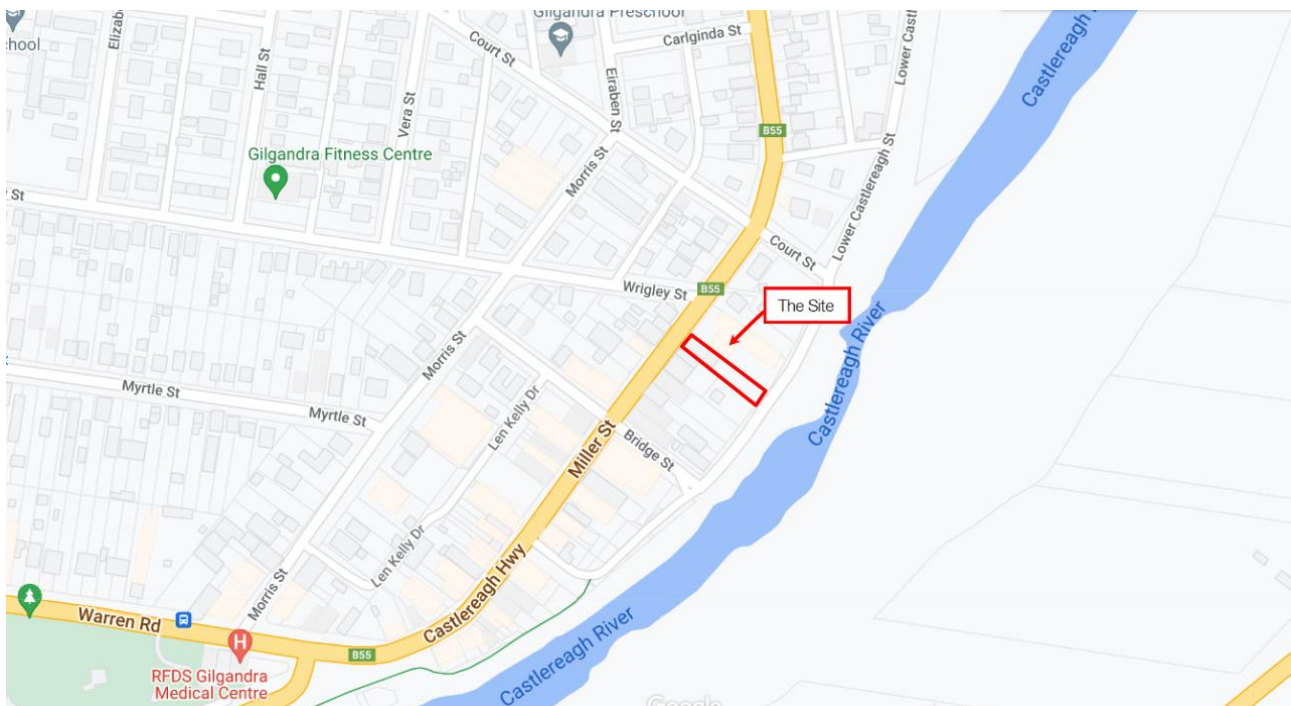 Gilgandra Preschool
Carlginda St
Court St
Hall St
Eiraben St
Vera St
Lower Castlereagh St
Castlereagh
B55
Gilgandra Fitness Centre
Morris St
St
Court St
Wrigley St
B55
The Site
Castlereagh River
Morris St
Myrtle St
Myrtle St
Len Kelly Dr
Miller St
Bridge St
Len Kelly Dr
Castlereagh Hwy
Morris St
Warren Rd
B55
H
RFDS Gilgandra
Medical Centre
Castlereagh River
Google